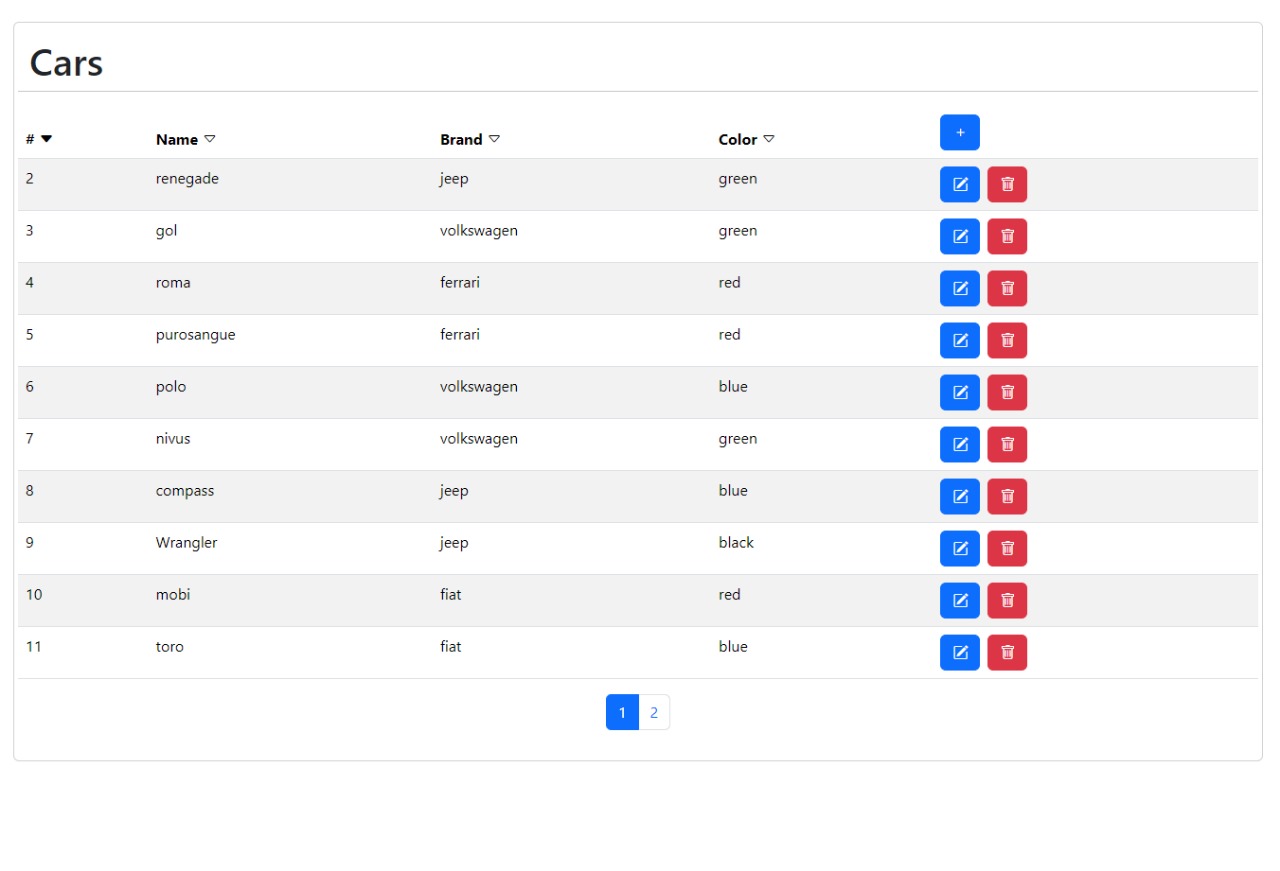 Cars
# Name Brand Color +
2 renegade jeep green
3 gol volkswagen green
4 roma ferrari red
5 purosangue ferrari red
6 polo volkswagen blue
7 nivus volkswagen green
8 compass jeep blue
9 Wrangler jeep black
10 mobi fiat red
11 toro fiat blue
1 2